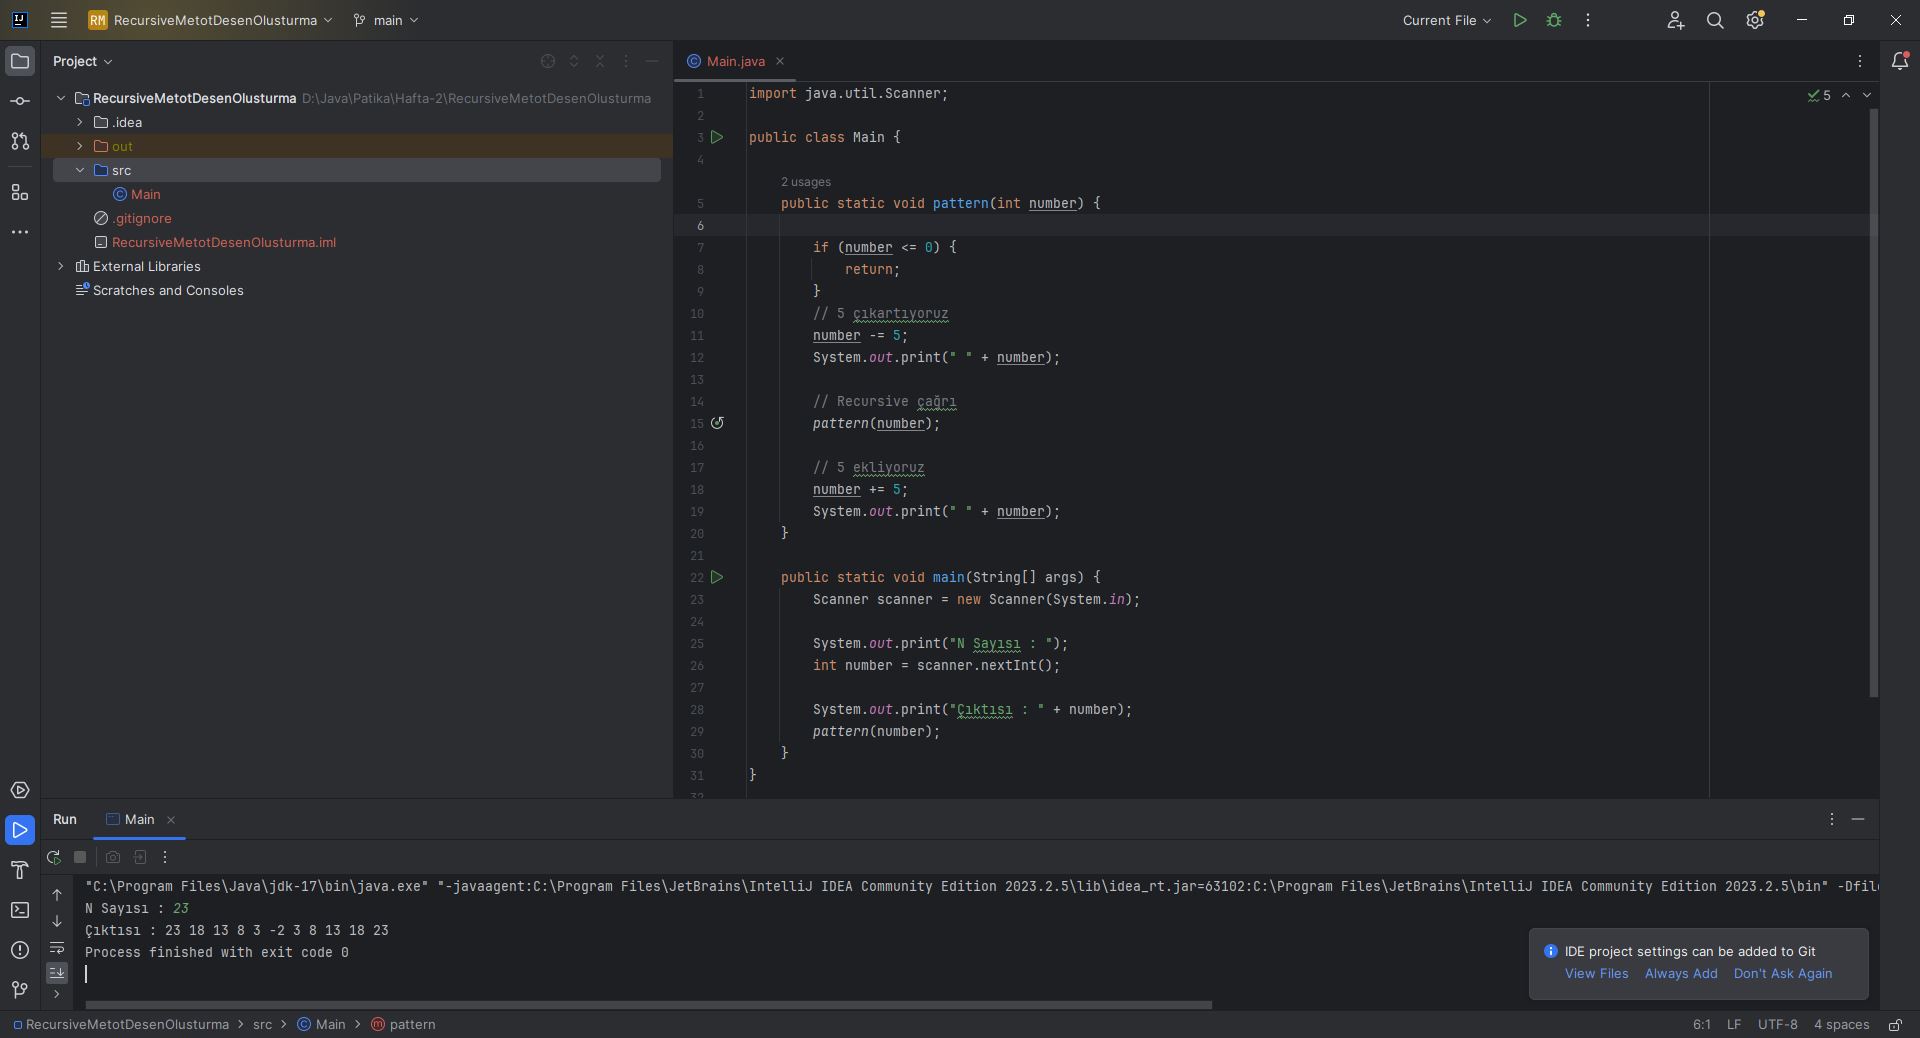 RM RecursiveMetotDesenOlusturma main Current File
Project
RecursiveMetotDesenOlusturma D:\Java\Patika\Hafta-2\RecursiveMetotDesenOlusturma
.idea
out
src
Main
.gitignore
RecursiveMetotDesenOlusturma.iml
External Libraries
Scratches and Consoles
Main.java
5
1 import java.util.Scanner;
2
3 public class Main {
4
2 usages
5 public static void pattern(int number) {
6
7 if (number <= 0) {
8 return;
9 }
10 // 5 çıkartıyoruz
11 number -= 5;
12 System.out.print(" " + number);
13
14 // Recursive çağrı
15 pattern(number);
16
17 // 5 ekliyoruz
18 number += 5;
19 System.out.print(" " + number);
20 }
21
22 public static void main(String[] args) {
23 Scanner scanner = new Scanner(System.in);
24
25 System.out.print("N Sayısı : ");
26 int number = scanner.nextInt();
27
28 System.out.print("Çıktısı : " + number);
29 pattern(number);
30 }
31 }
32
Run Main
"C:\Program Files\Java\jdk-17\bin\java.exe" "-javaagent:C:\Program Files\JetBrains\IntelliJ IDEA Community Edition 2023.2.5\lib\idea_rt.jar=63102:C:\Program Files\JetBrains\IntelliJ IDEA Community Edition 2023.2.5\bin" -Dfile
N Sayısı : 23
Çıktısı : 23 18 13 8 3 -2 3 8 13 18 23
Process finished with exit code 0
IDE project settings can be added to Git
View Files Always Add Don't Ask Again
RecursiveMetotDesenOlusturma > src > Main > pattern
6:1 LF UTF-8 4 spaces